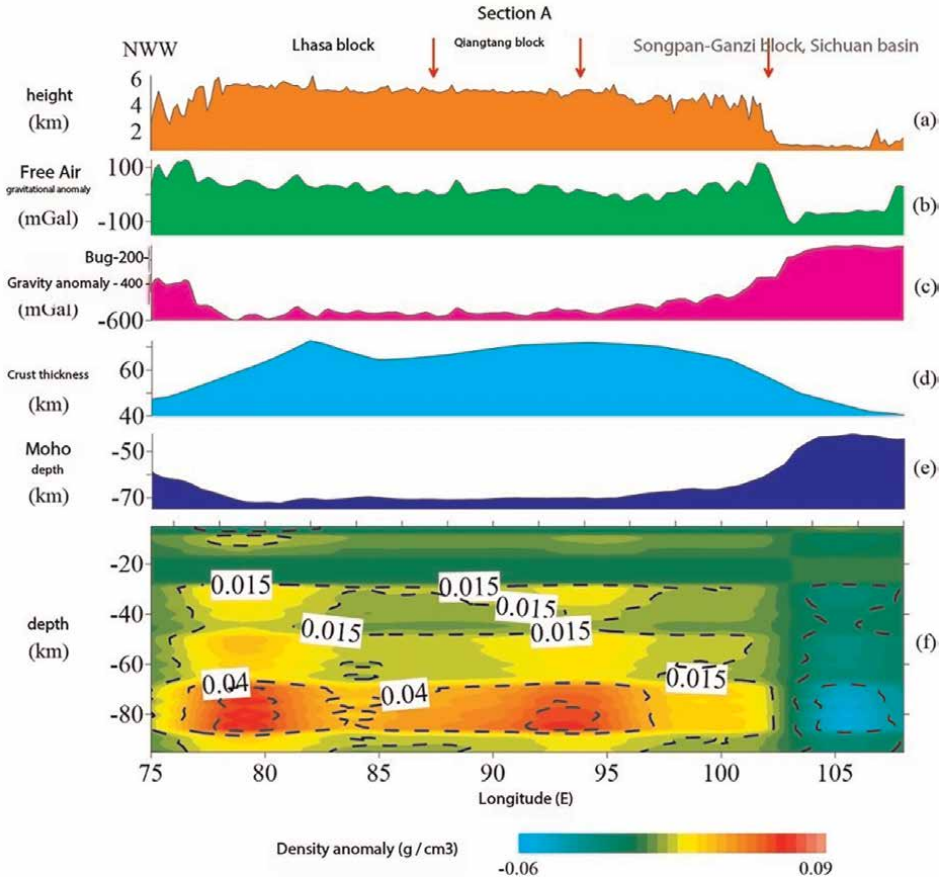 Section A
NWW
Lhasa block
Qiangtang block
Songpan-Ganzi block, Sichuan basin
height
(km)
6
4
2
(a)
Free Air
gravitational anomaly
(mGal)
100
-100
(b)
Bug-200
Gravity anomaly - 400
(mGal)
-600
(c)
Crust thickness
(km)
60
40
(d)
Moho
depth
(km)
-50
-70
(e)
depth
(km)
-20
-40
-60
-80
0.015
0.015
0.015
0.015
0.015
0.015
0.04
0.04
(f)
75
80
85
90
95
100
105
Longitude (E)
Density anomaly (g / cm3)
-0.06
0.09